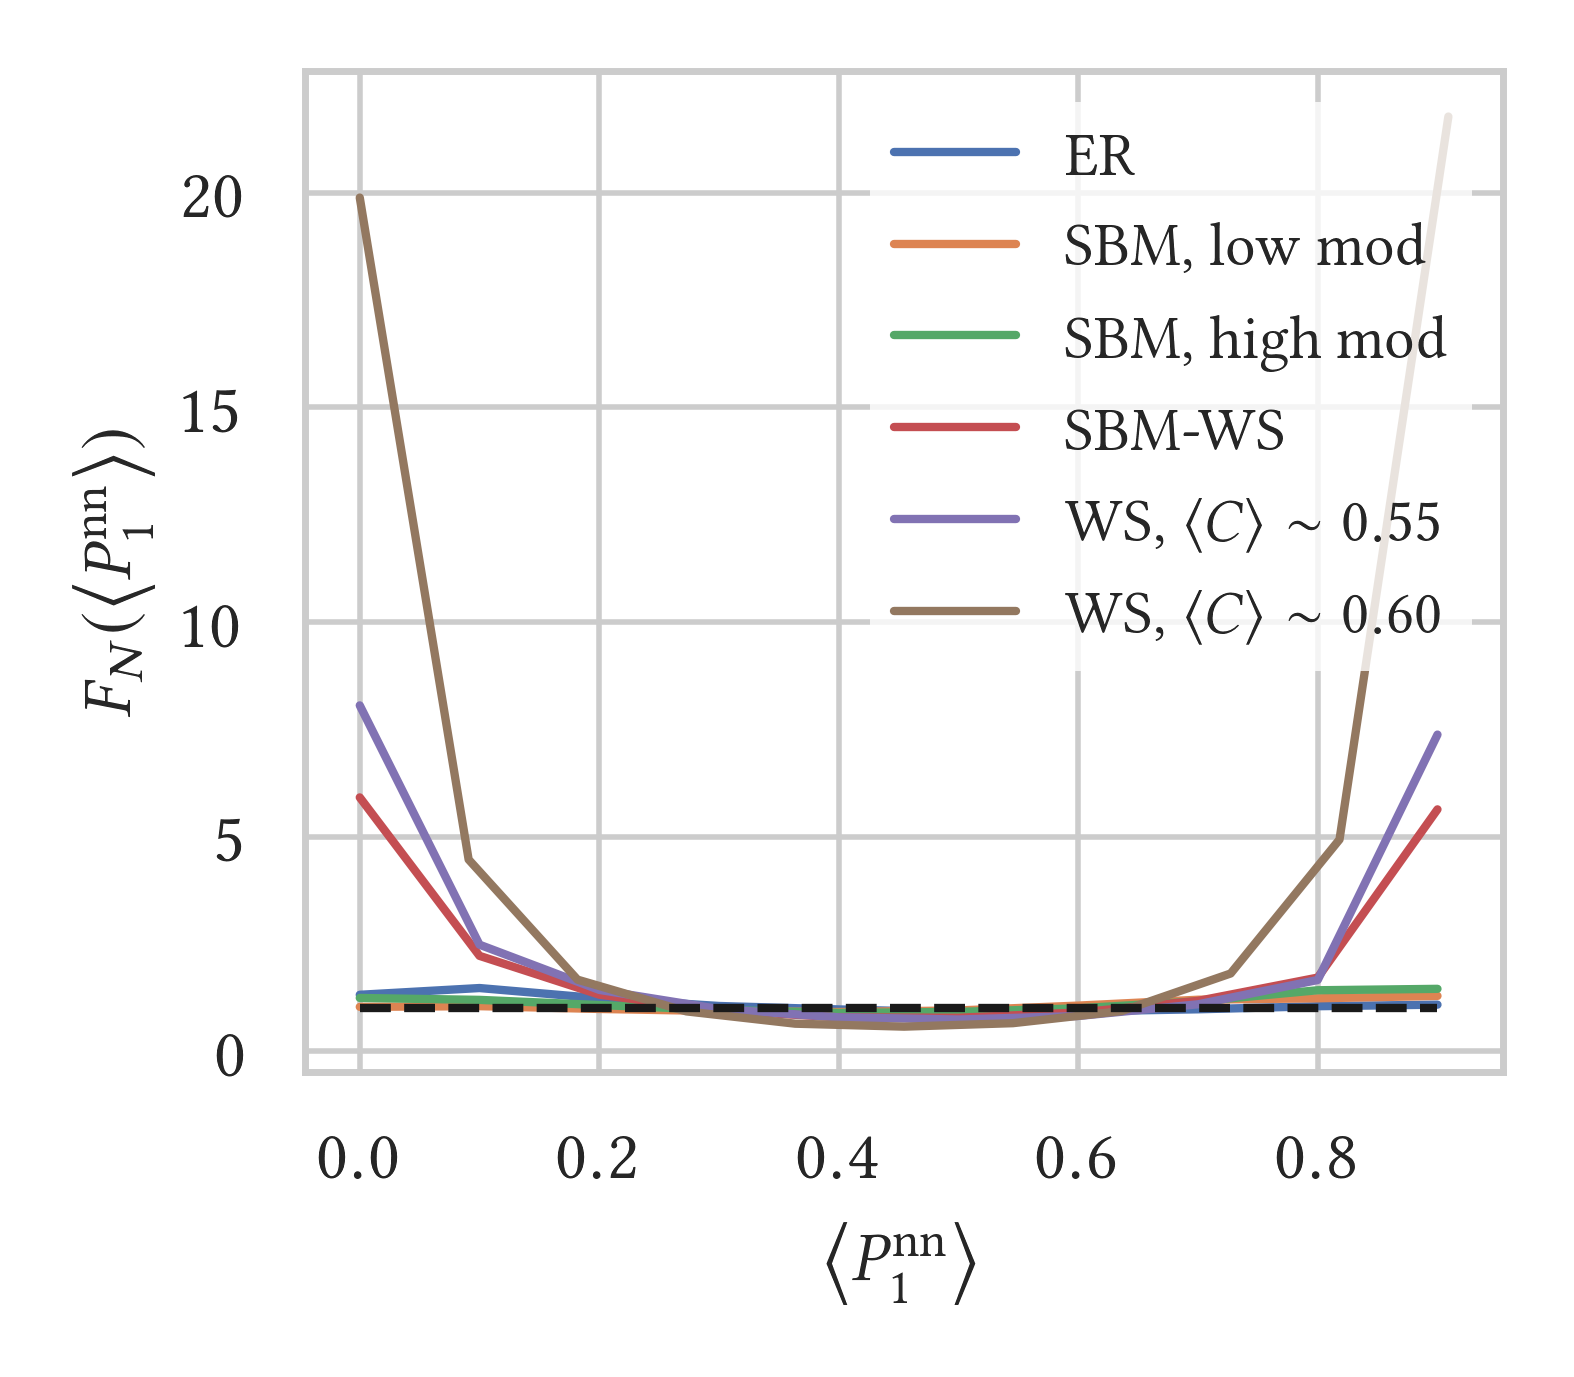 F_N(⟨P_1^nn⟩)
20
15
10
5
0
ER
SBM, low mod
SBM, high mod
SBM-WS
WS, ⟨C⟩ ~ 0.55
WS, ⟨C⟩ ~ 0.60
0.0 0.2 0.4 0.6 0.8
⟨P_1^nn⟩